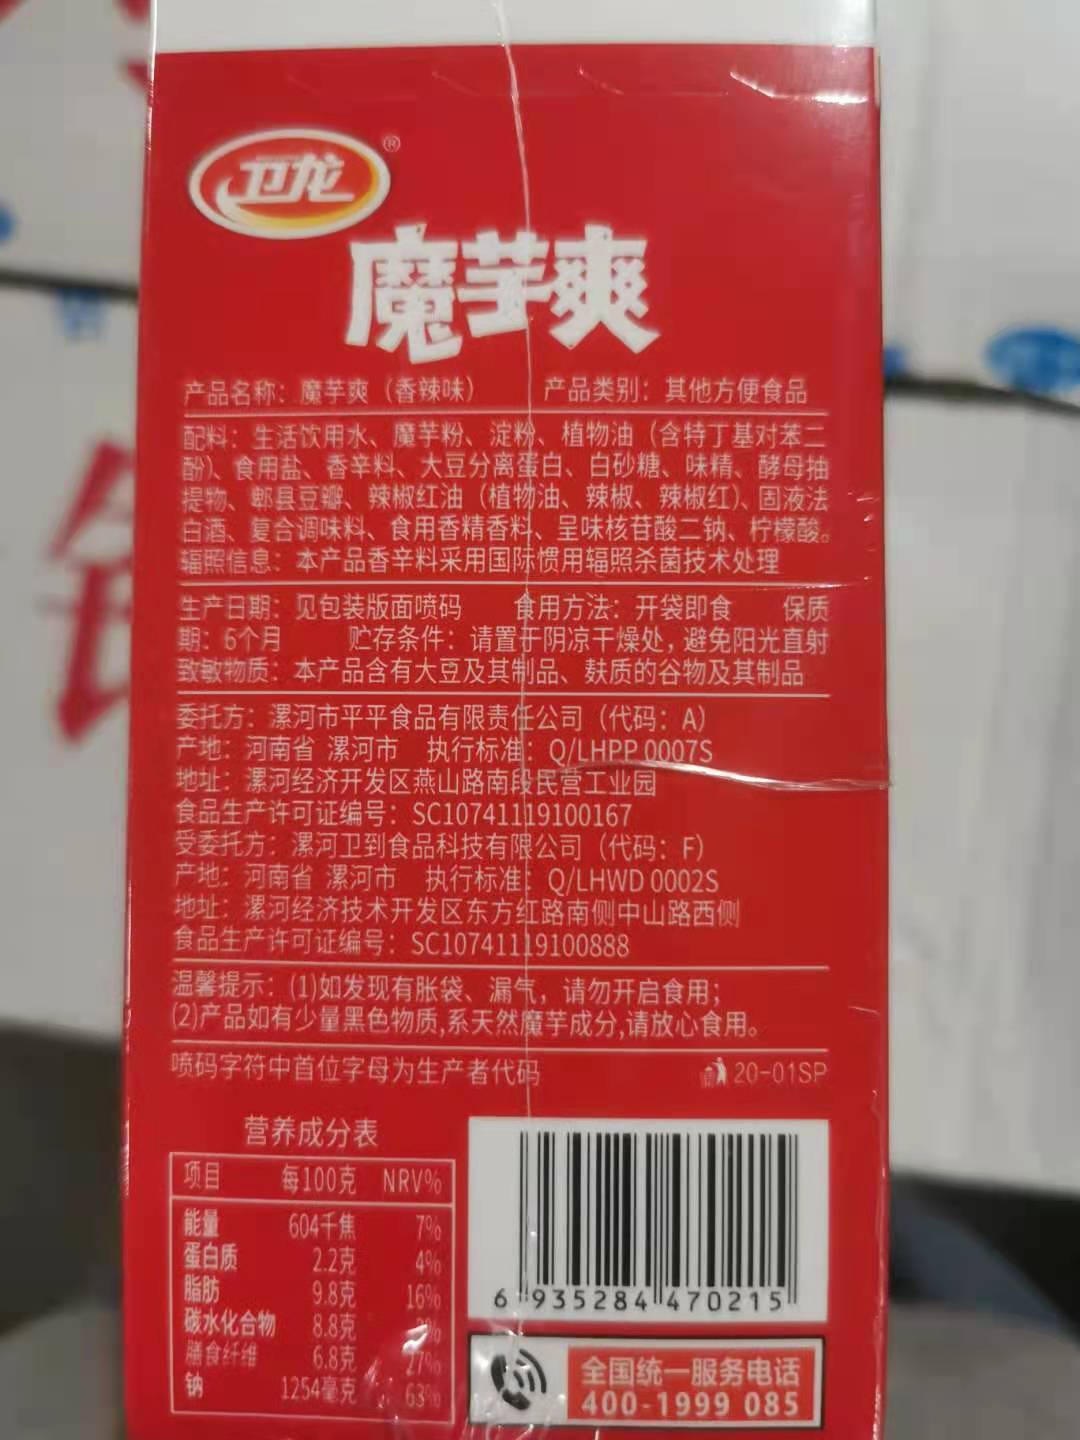 卫龙®
魔芋爽
产品名称：魔芋爽（香辣味） 产品类别：其他方便食品
配料：生活饮用水、魔芋粉、淀粉、植物油（含特丁基对苯二
酚）、食用盐、香辛料、大豆分离蛋白、白砂糖、味精、酵母抽
提物、郫县豆瓣、辣椒红油（植物油、辣椒、辣椒红）、固液法
白酒、复合调味料、食用香精香料、呈味核苷酸二钠、柠檬酸。
辐照信息：本产品香辛料采用国际惯用辐照杀菌技术处理
生产日期：见包装版面喷码 食用方法：开袋即食 保质
期：6个月 贮存条件：请置于阴凉干燥处，避免阳光直射
致敏物质：本产品含有大豆及其制品、麸质的谷物及其制品
委托方：漯河市平平食品有限责任公司（代码：A）
产地：河南省 漯河市 执行标准：Q/LHPP 0007S
地址：漯河经济开发区燕山路南段民营工业园
食品生产许可证编号：SC10741119100167
受委托方：漯河卫到食品科技有限公司（代码：F）
产地：河南省 漯河市 执行标准：Q/LHWD 0002S
地址：漯河经济技术开发区东方红路南侧中山路西侧
食品生产许可证编号：SC10741119100888
温馨提示：(1)如发现有胀袋、漏气，请勿开启食用；
(2)产品如有少量黑色物质,系天然魔芋成分,请放心食用。
喷码字符中首位字母为生产者代码 20-01SP
营养成分表
项目 每100克 NRV%
能量 604千焦 7%
蛋白质 2.2克 4%
脂肪 9.8克 16%
碳水化合物 8.8克
膳食纤维 6.8克 27%
钠 1254毫克 63%
6 935284 470215
全国统一服务电话
400-1999 085